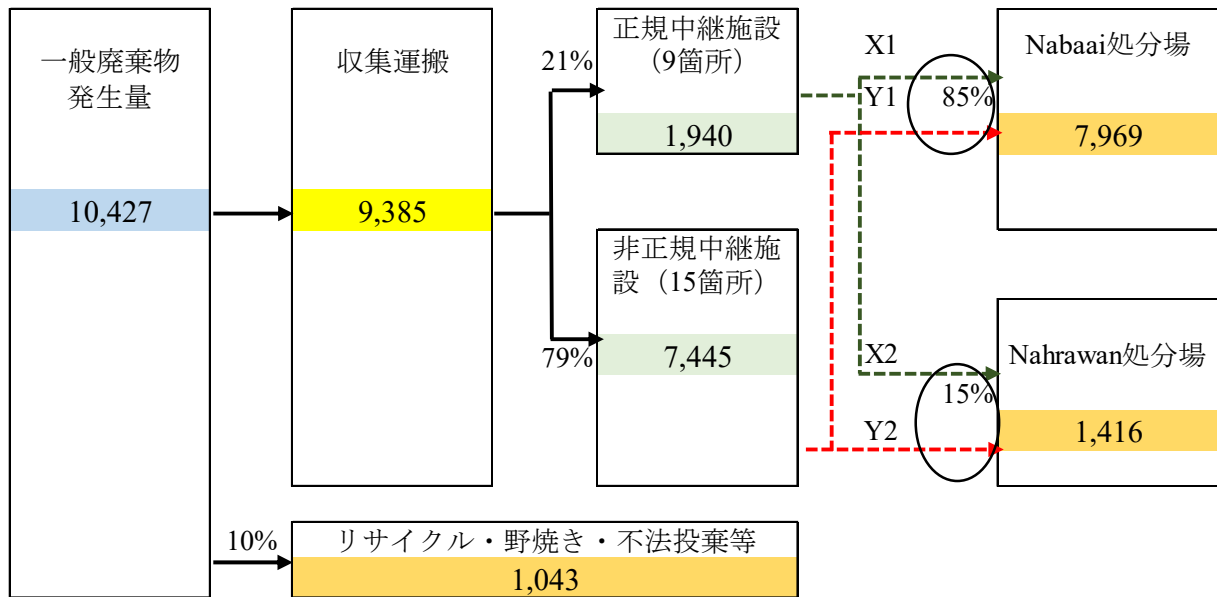 一般廃棄物
発生量
10,427
収集運搬
9,385
21%
79%
正規中継施設
（9箇所）
1,940
非正規中継施
設（15箇所）
7,445
X1
Y1
85%
X2
15%
Y2
Nabaai処分場
7,969
Nahrawan処分場
1,416
10%
リサイクル・野焼き・不法投棄等
1,043